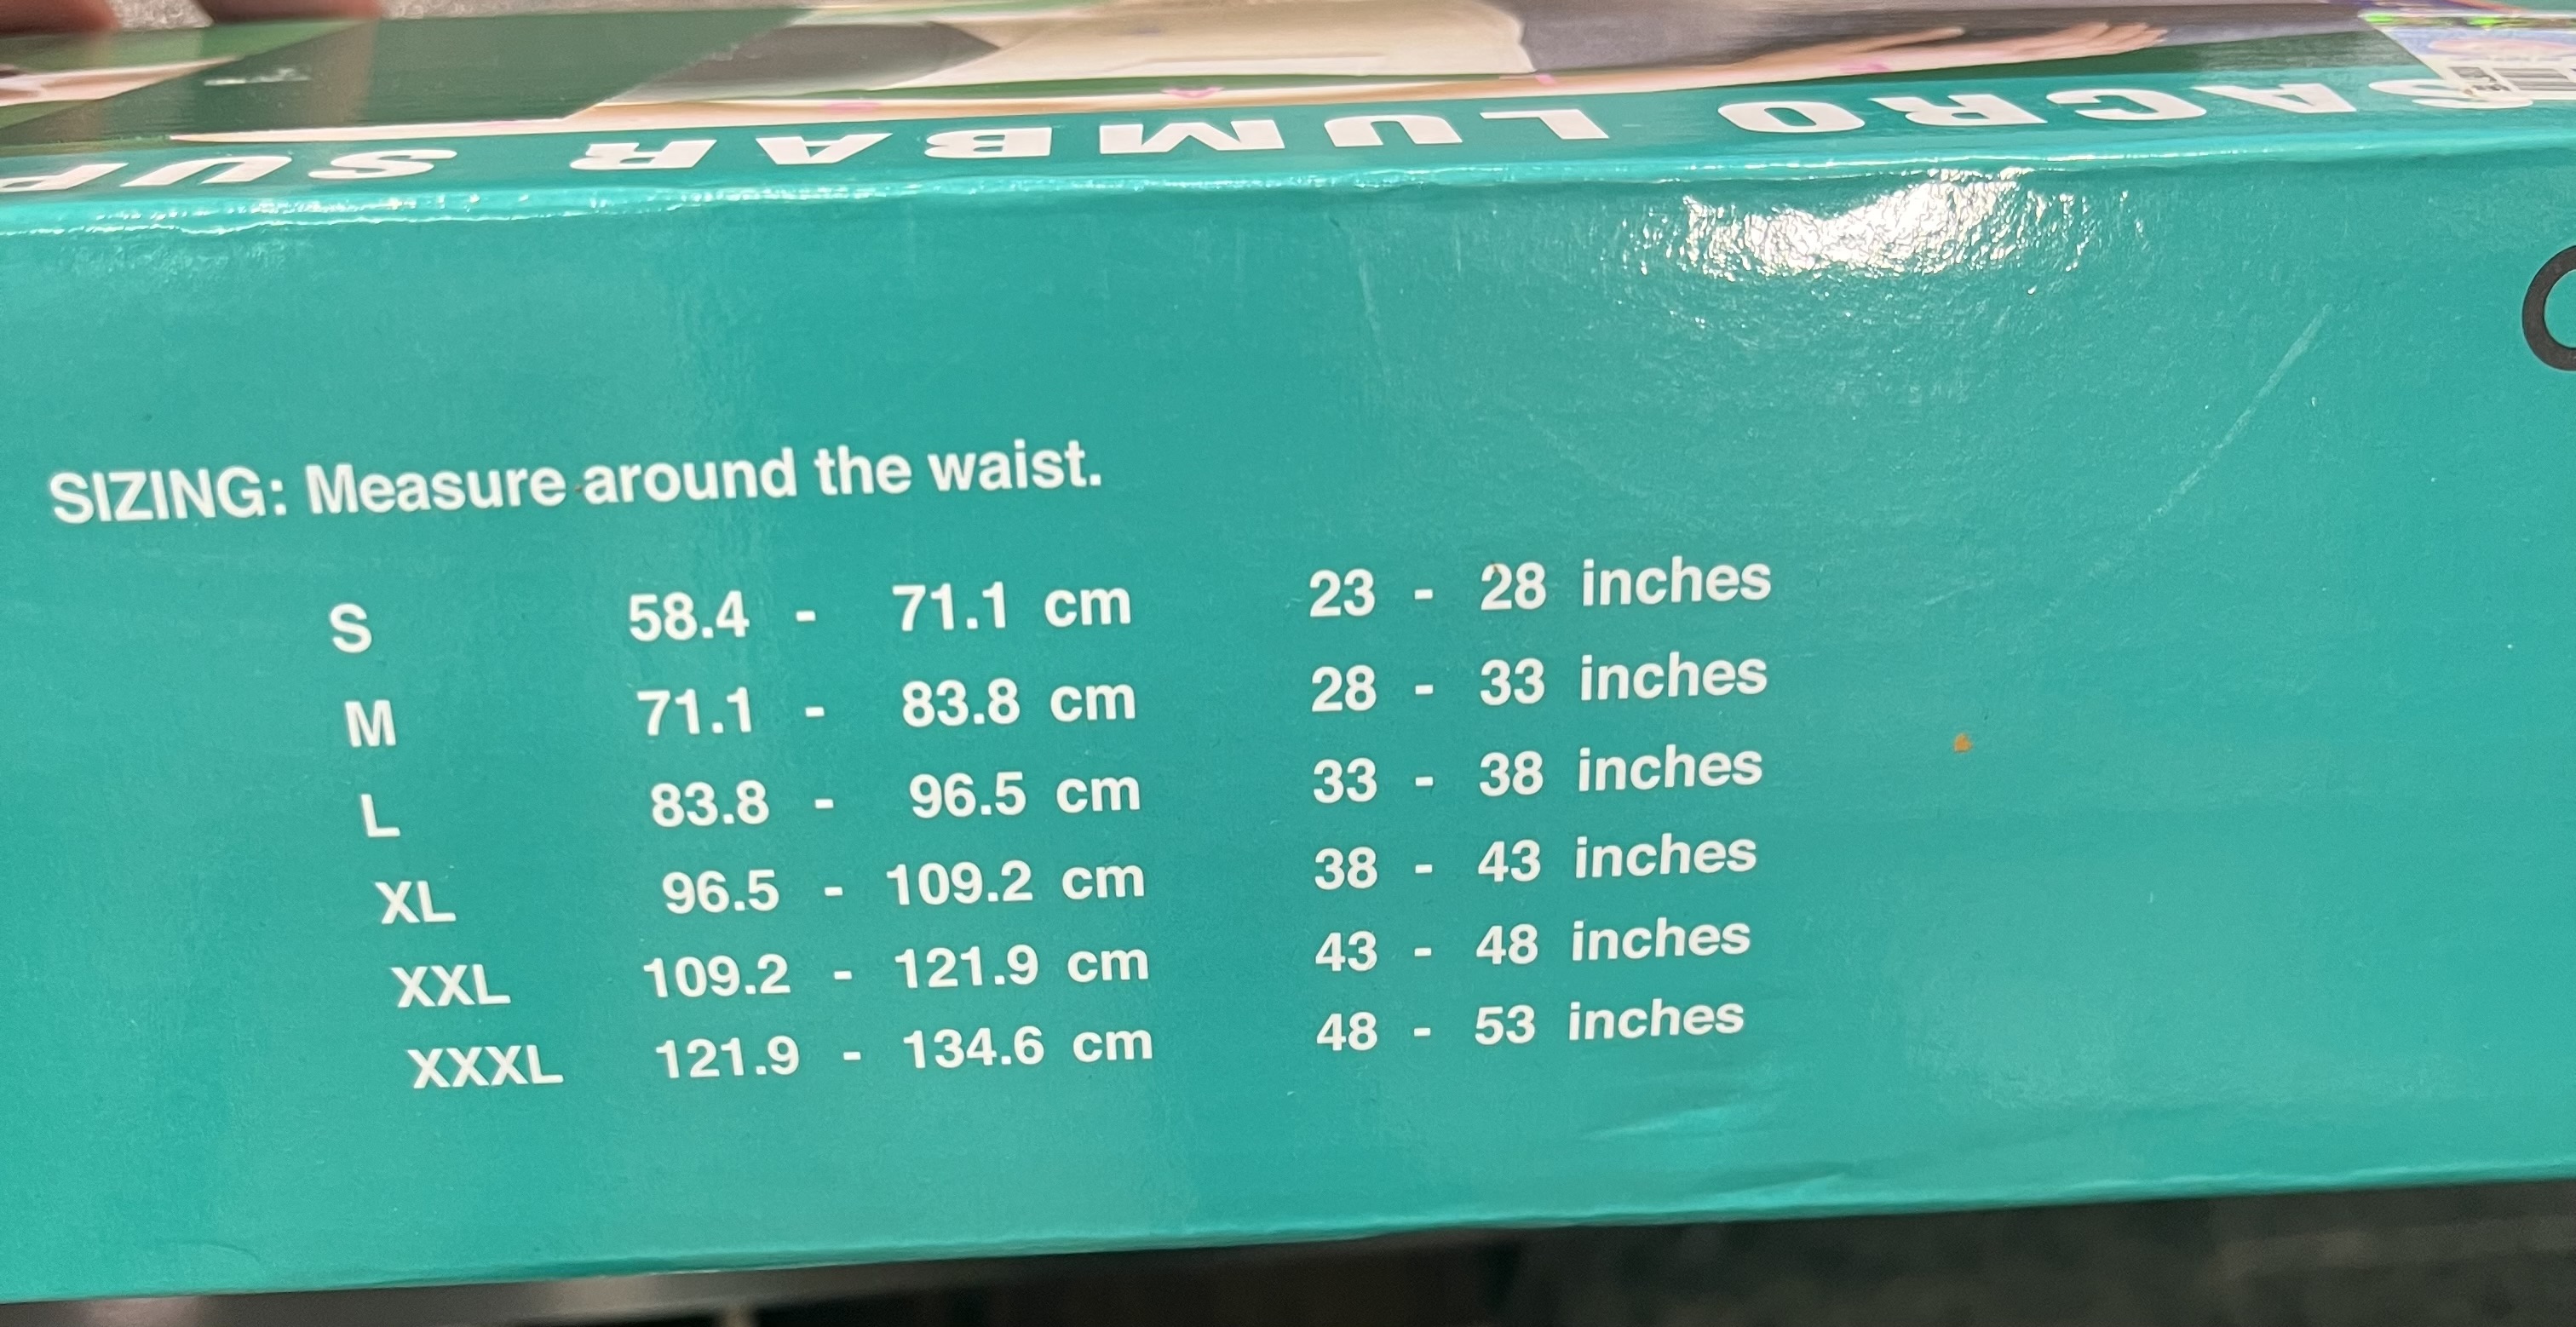 SACRO LUMBAR SUP
SIZING: Measure around the waist.
S 58.4 - 71.1 cm 23 - 28 inches
M 71.1 - 83.8 cm 28 - 33 inches
L 83.8 - 96.5 cm 33 - 38 inches
XL 96.5 - 109.2 cm 38 - 43 inches
XXL 109.2 - 121.9 cm 43 - 48 inches
XXXL 121.9 - 134.6 cm 48 - 53 inches